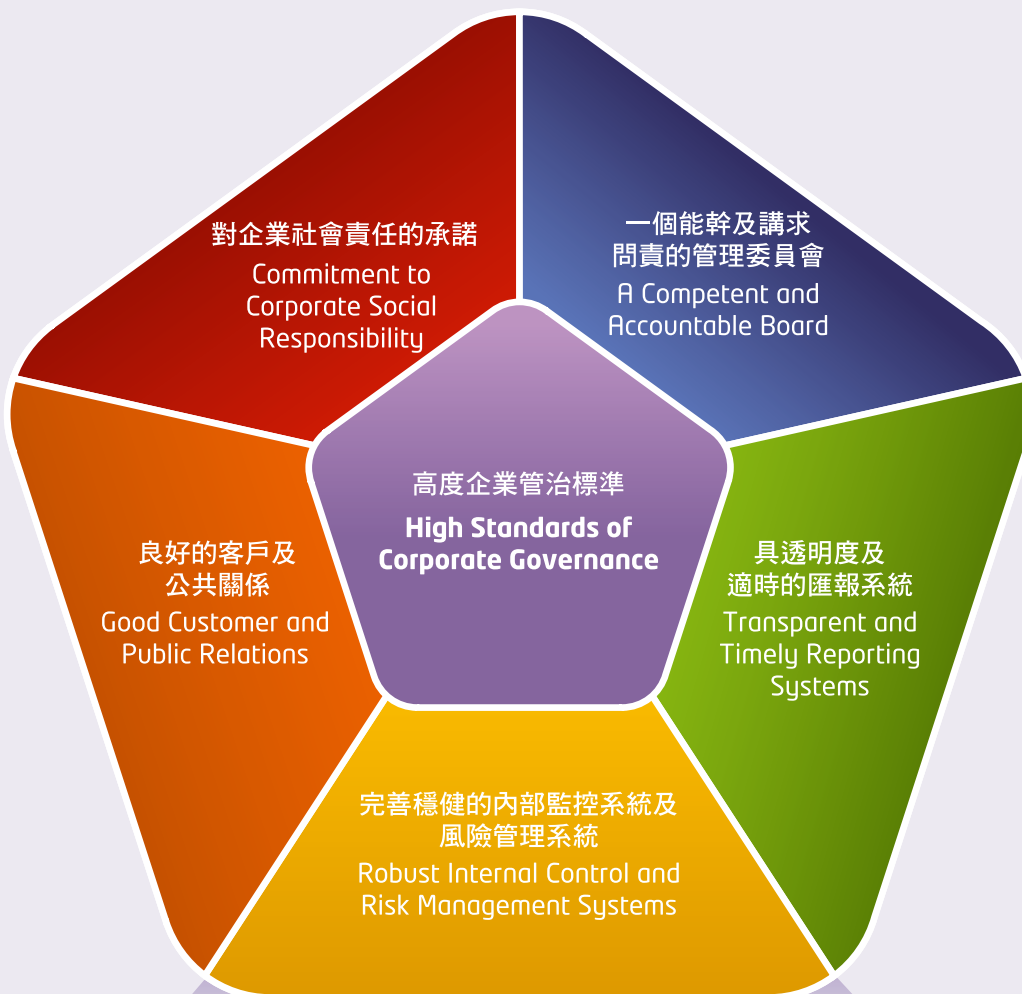 對企業社會責任的承諾
Commitment to
Corporate Social
Responsibility
一個能幹及講求
問責的管理委員會
A Competent and
Accountable Board
高度企業管治標準
High Standards of
Corporate Governance
良好的客戶及
公共關係
Good Customer and
Public Relations
具透明度及
適時的匯報系統
Transparent and
Timely Reporting
Systems
完善穩健的內部監控系統及
風險管理系統
Robust Internal Control and
Risk Management Systems